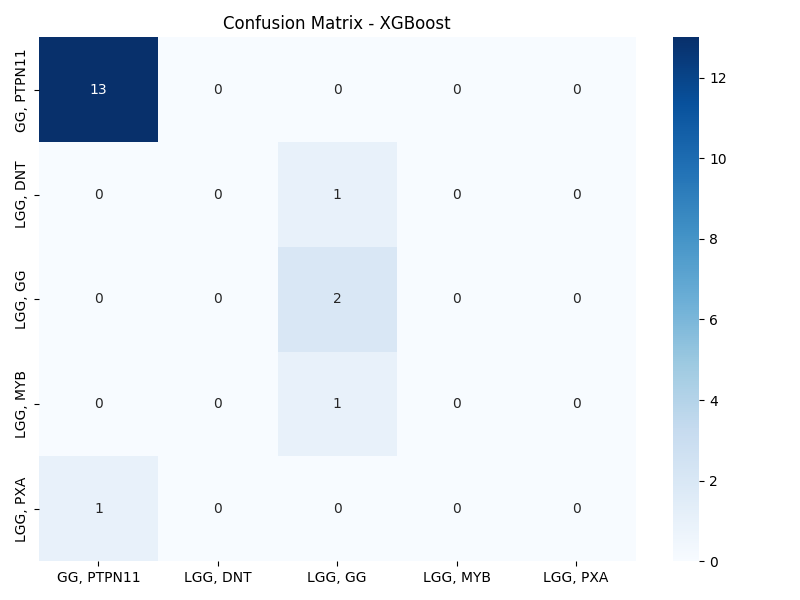 Confusion Matrix - XGBoost
GG, PTPN11
13 0 0 0 0
LGG, DNT
0 0 1 0 0
LGG, GG
0 0 2 0 0
LGG, MYB
0 0 1 0 0
LGG, PXA
1 0 0 0 0
GG, PTPN11 LGG, DNT LGG, GG LGG, MYB LGG, PXA
12
10
8
6
4
2
0